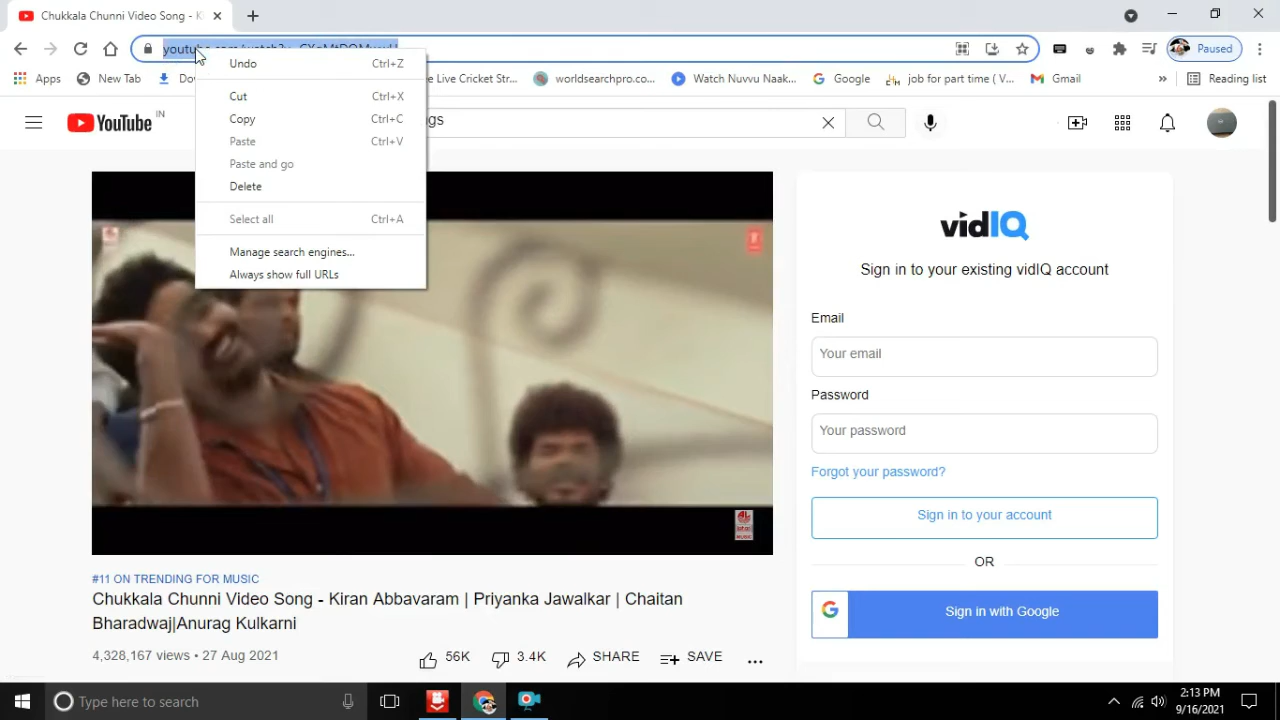 Chukkala Chunni Video Song - K
youtube.com/watch?v=
Paused
Apps
New Tab
Do
e Live Cricket Str...
worldsearchpro.co...
Watch Nuvvu Naak...
Google
job for part time ( V...
Gmail
»
Reading list
Undo Ctrl+Z
Cut Ctrl+X
Copy Ctrl+C
Paste Ctrl+V
Paste and go
Delete
Select all Ctrl+A
Manage search engines...
Always show full URLs
YouTube IN
gs
vidIQ
Sign in to your existing vidIQ account
Email
Your email
Password
Your password
Forgot your password?
Sign in to your account
OR
G Sign in with Google
#11 ON TRENDING FOR MUSIC
Chukkala Chunni Video Song - Kiran Abbavaram | Priyanka Jawalkar | Chaitan
Bharadwaj|Anurag Kulkarni
4,328,167 views • 27 Aug 2021
56K
3.4K
SHARE
SAVE
...
Type here to search
2:13 PM
9/16/2021